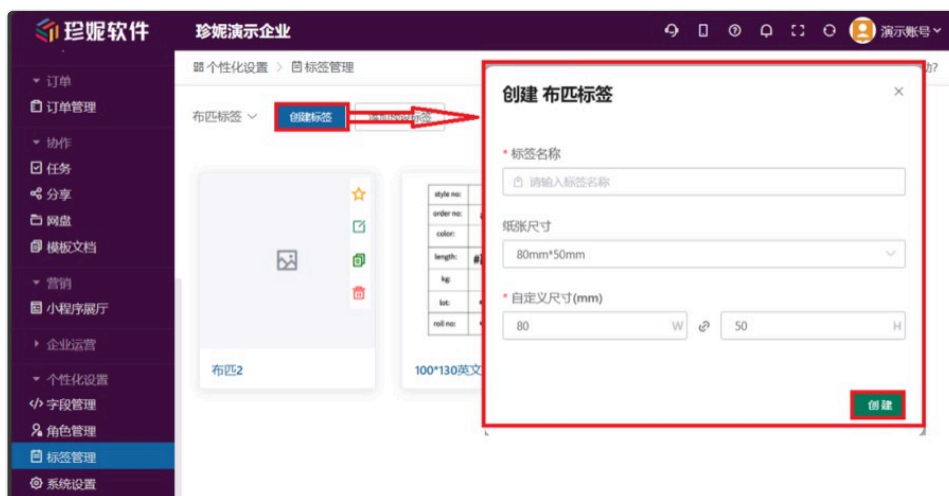 珍妮软件
珍妮演示企业
演示账号
订单
订单管理
协作
任务
分享
网盘
模板文档
营销
小程序展厅
企业运营
个性化设置
字段管理
角色管理
标签管理
系统设置
个性化设置 > 标签管理
布匹标签
创建标签
布匹2
style no:
order no:
color:
length:
kg:
lot:
roll no:
100*130英文
创建 布匹标签
* 标签名称
请输入标签名称
纸张尺寸
80mm*50mm
* 自定义尺寸(mm)
80 W
50 H
创建